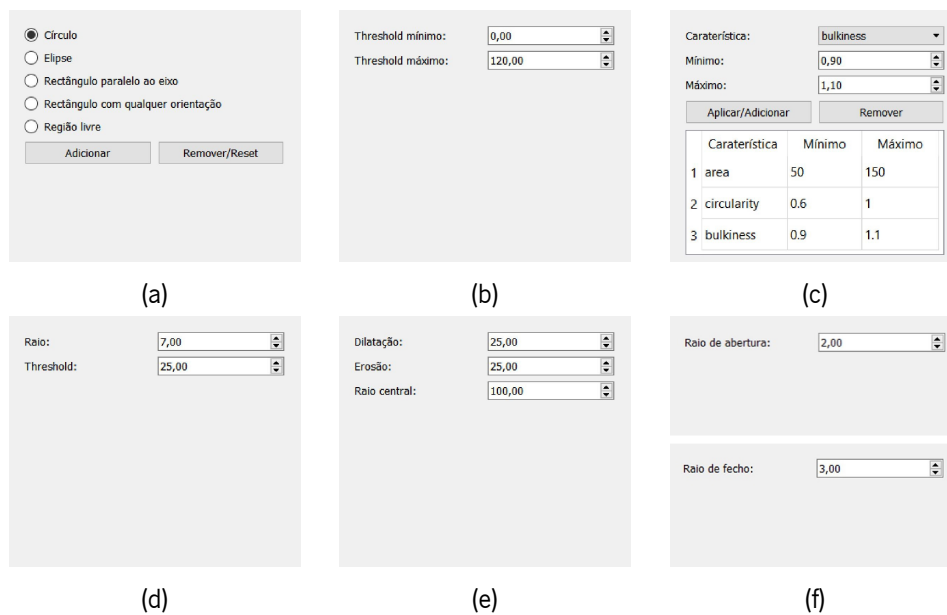 Círculo
Elipse
Rectângulo paralelo ao eixo
Rectângulo com qualquer orientação
Região livre
Adicionar Remover/Reset
(a)
Threshold mínimo: 0,00
Threshold máximo: 120,00
(b)
Caraterística: bulkiness
Mínimo: 0,90
Máximo: 1,10
Aplicar/Adicionar Remover
Caraterística Mínimo Máximo
1 area 50 150
2 circularity 0.6 1
3 bulkiness 0.9 1.1
(c)
Raio: 7,00
Threshold: 25,00
(d)
Dilatação: 25,00
Erosão: 25,00
Raio central: 100,00
(e)
Raio de abertura: 2,00
Raio de fecho: 3,00
(f)